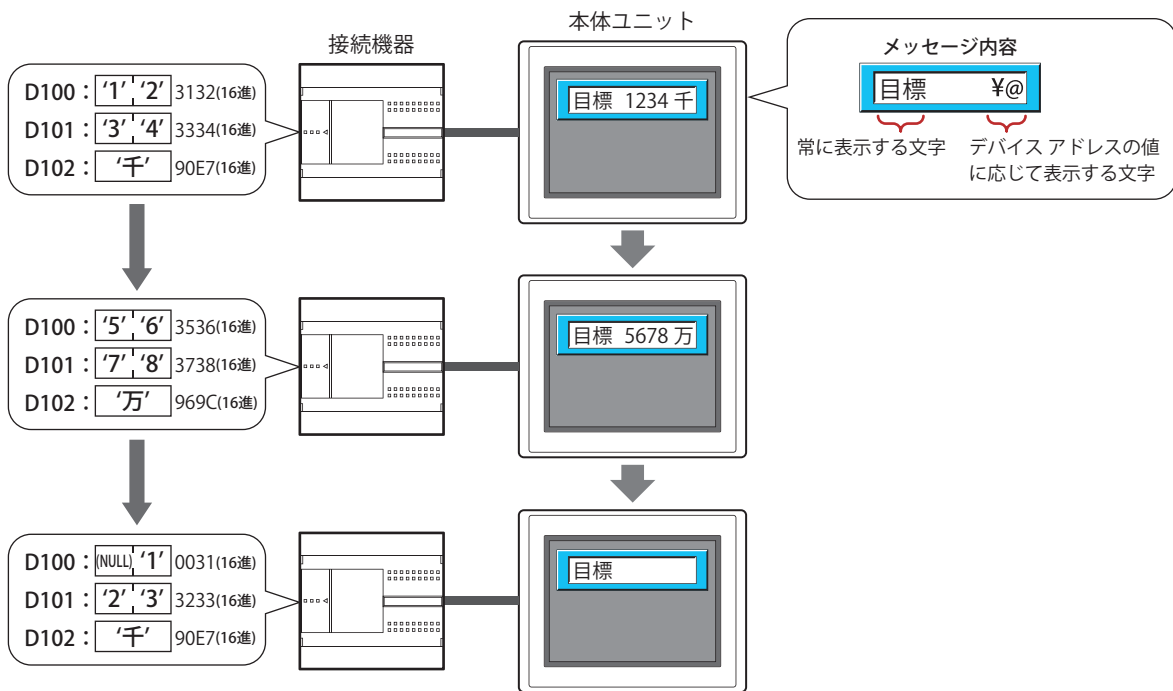 本体ユニット
接続機器
メッセージ内容
目標 ¥@
常に表示する文字
デバイス アドレスの値
に応じて表示する文字
D100：'1' '2' 3132(16進)
D101：'3' '4' 3334(16進)
D102：'千' 90E7(16進)
目標 1234 千
D100：'5' '6' 3536(16進)
D101：'7' '8' 3738(16進)
D102：'万' 969C(16進)
目標 5678 万
D100：(NULL) '1' 0031(16進)
D101：'2' '3' 3233(16進)
D102：'千' 90E7(16進)
目標